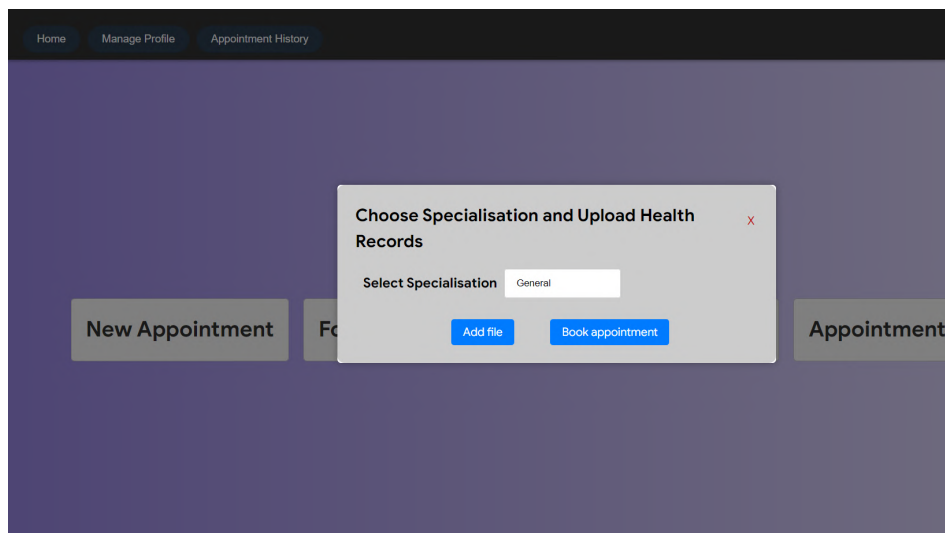 Home Manage Profile Appointment History
Choose Specialisation and Upload Health
Records
X
Select Specialisation General
Add file Book appointment
New Appointment Fo Appointment